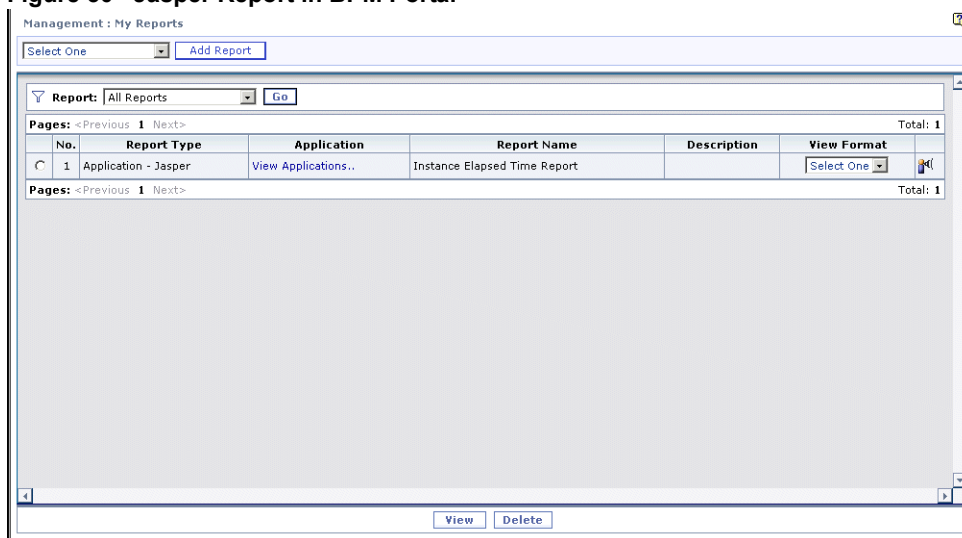 Management : My Reports
Select One Add Report
Report: All Reports Go
Pages: <Previous 1 Next> Total: 1
No. Report Type Application Report Name Description View Format
1 Application - Jasper View Applications.. Instance Elapsed Time Report Select One
Pages: <Previous 1 Next> Total: 1
View Delete